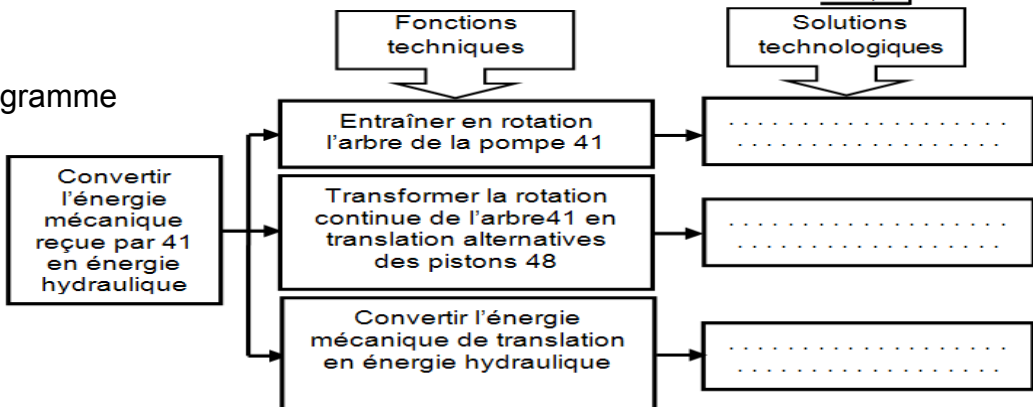 Fonctions
techniques
Solutions
technologiques
gramme
Convertir
l'énergie
mécanique
reçue par 41
en énergie
hydraulique
Entraîner en rotation
l'arbre de la pompe 41
. . . . . . . . . . . . . . . . . . .
. . . . . . . . . . . . . . . . . .
Transformer la rotation
continue de l'arbre41 en
translation alternatives
des pistons 48
. . . . . . . . . . . . . . . . . . .
. . . . . . . . . . . . . . . . . .
Convertir l'énergie
mécanique de translation
en énergie hydraulique
. . . . . . . . . . . . . . . . . . .
. . . . . . . . . . . . . . . . . .